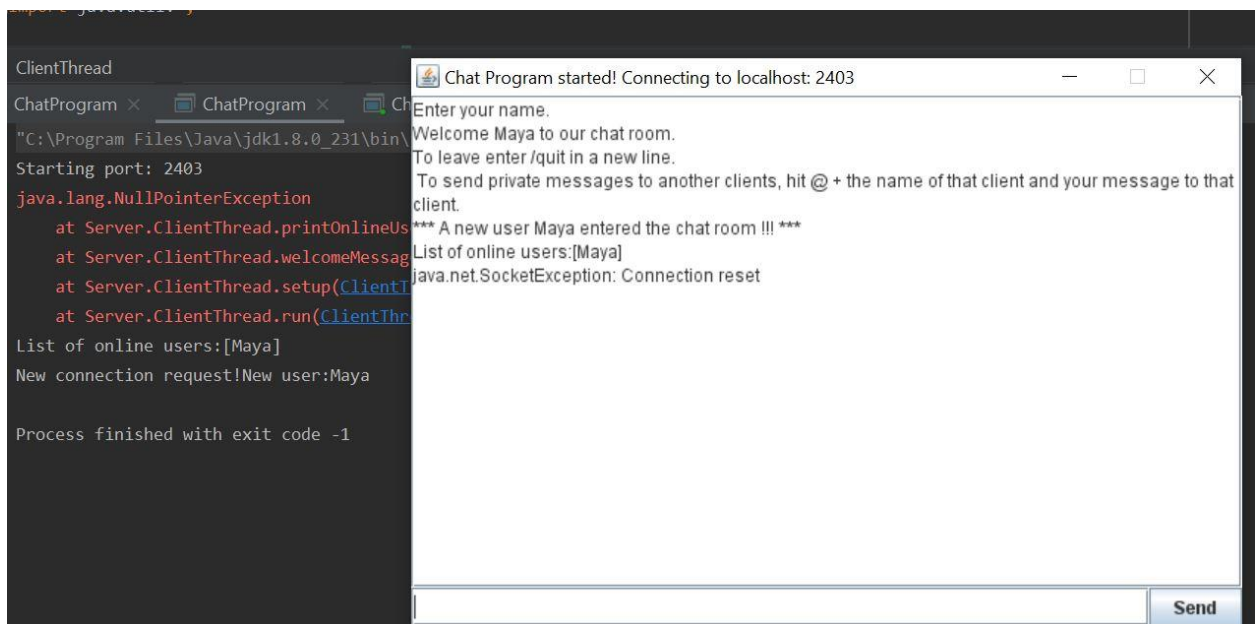 import
ClientThread
ChatProgram × ChatProgram × Ch
"C:\Program Files\Java\jdk1.8.0_231\bin\
Starting port: 2403
java.lang.NullPointerException
at Server.ClientThread.printOnlineUs
at Server.ClientThread.welcomeMessag
at Server.ClientThread.setup(ClientT
at Server.ClientThread.run(ClientThr
List of online users:[Maya]
New connection request!New user:Maya
Process finished with exit code -1
Chat Program started! Connecting to localhost: 2403
Enter your name.
Welcome Maya to our chat room.
To leave enter /quit in a new line.
To send private messages to another clients, hit @ + the name of that client and your message to that
client.
*** A new user Maya entered the chat room !!! ***
List of online users:[Maya]
java.net.SocketException: Connection reset
Send